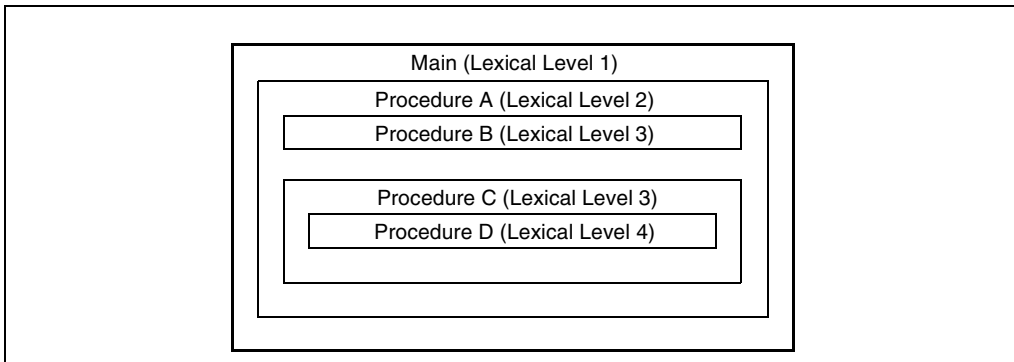 Main (Lexical Level 1)
Procedure A (Lexical Level 2)
Procedure B (Lexical Level 3)
Procedure C (Lexical Level 3)
Procedure D (Lexical Level 4)